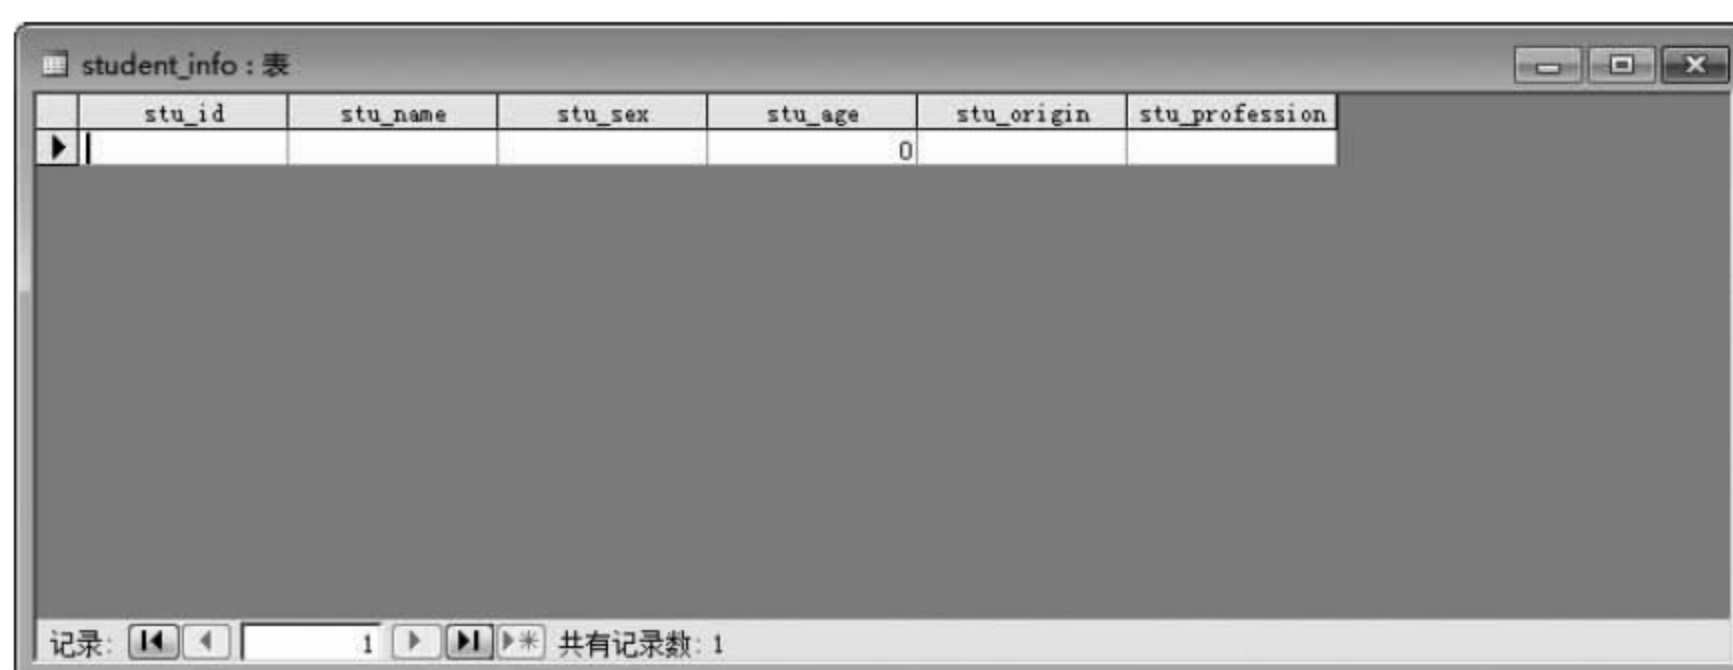 student_info : 表
stu_id stu_name stu_sex stu_age stu_origin stu_profession
0
记录: 1 共有记录数: 1